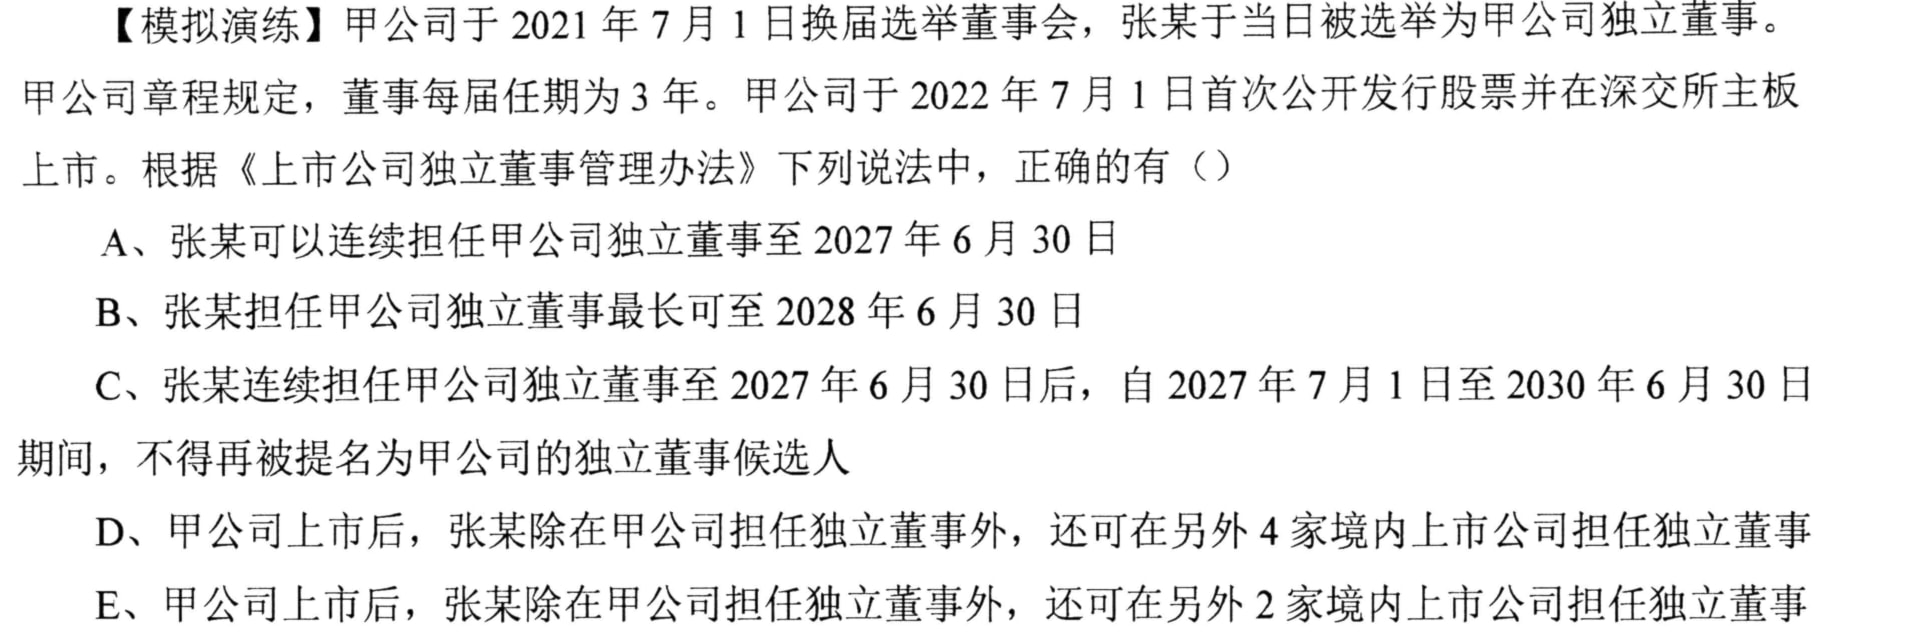 【模拟演练】甲公司于 2021 年 7 月 1 日换届选举董事会，张某于当日被选举为甲公司独立董事。
甲公司章程规定，董事每届任期为 3 年。甲公司于 2022 年 7 月 1 日首次公开发行股票并在深交所主板
上市。根据《上市公司独立董事管理办法》下列说法中，正确的有（）
A、张某可以连续担任甲公司独立董事至 2027 年 6 月 30 日
B、张某担任甲公司独立董事最长可至 2028 年 6 月 30 日
C、张某连续担任甲公司独立董事至 2027 年 6 月 30 日后，自 2027 年 7 月 1 日至 2030 年 6 月 30 日
期间，不得再被提名为甲公司的独立董事候选人
D、甲公司上市后，张某除在甲公司担任独立董事外，还可在另外 4 家境内上市公司担任独立董事
E、甲公司上市后，张某除在甲公司担任独立董事外，还可在另外 2 家境内上市公司担任独立董事